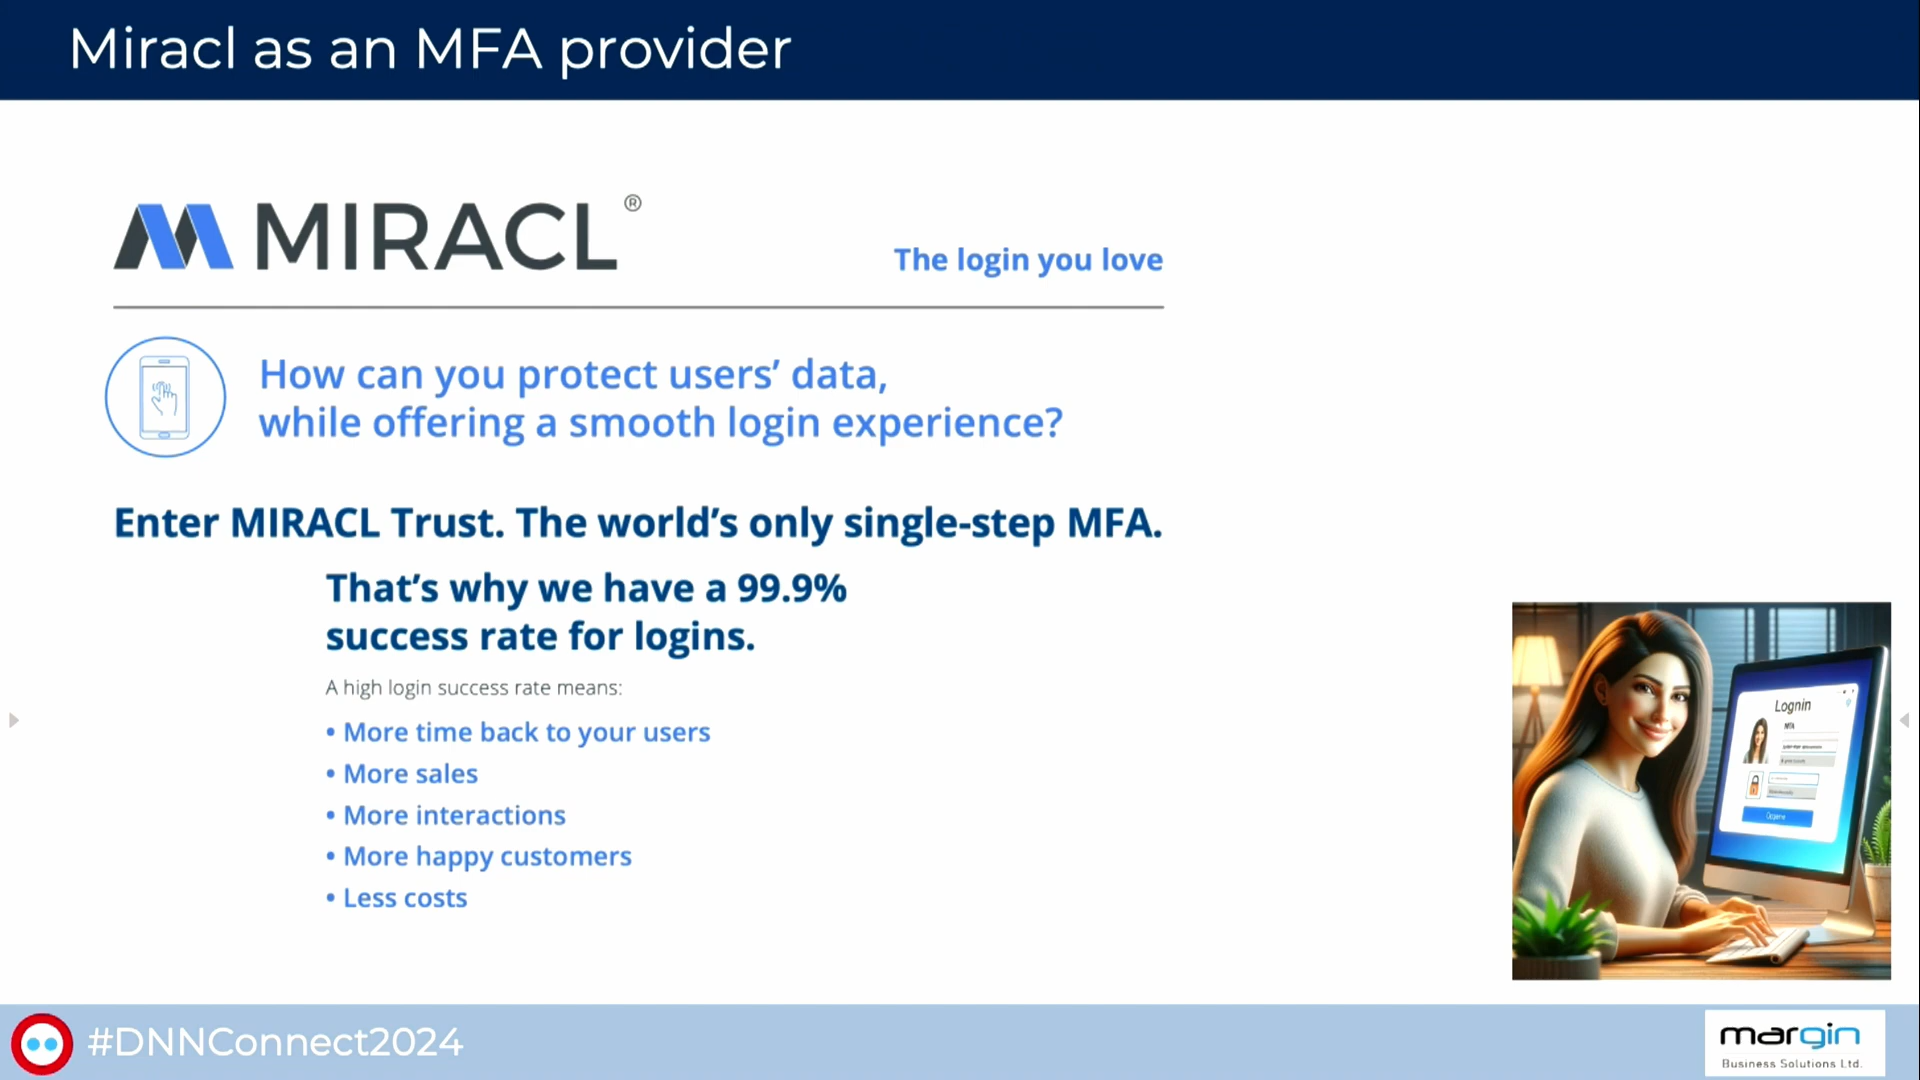 Miracl as an MFA provider
MIRACL®
The login you love
How can you protect users’ data,
while offering a smooth login experience?
Enter MIRACL Trust. The world’s only single-step MFA.
That’s why we have a 99.9%
success rate for logins.
A high login success rate means:
• More time back to your users
• More sales
• More interactions
• More happy customers
• Less costs
Lognin
MFA
#DNNConnect2024
margin
Business Solutions Ltd.